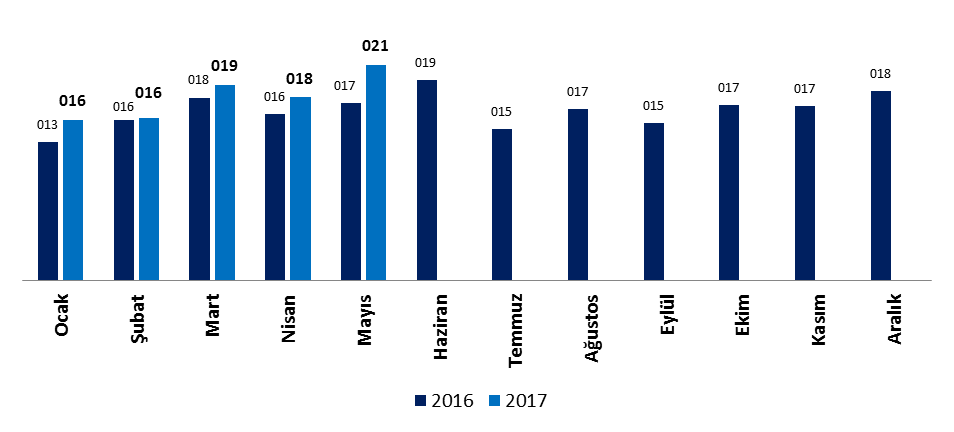 013
016
016
016
018
019
016
018
017
021
019
015
017
015
017
017
018
Ocak
Şubat
Mart
Nisan
Mayıs
Haziran
Temmuz
Ağustos
Eylül
Ekim
Kasım
Aralık
2016
2017